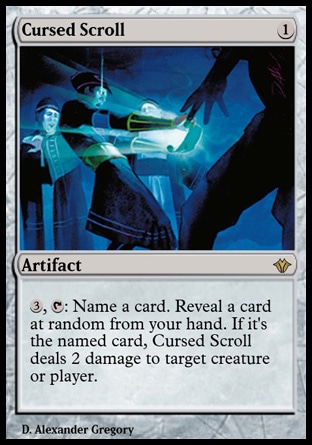 Cursed Scroll 1
Artifact
3, : Name a card. Reveal a card
at random from your hand. If it's
the named card, Cursed Scroll
deals 2 damage to target creature
or player.
D. Alexander Gregory